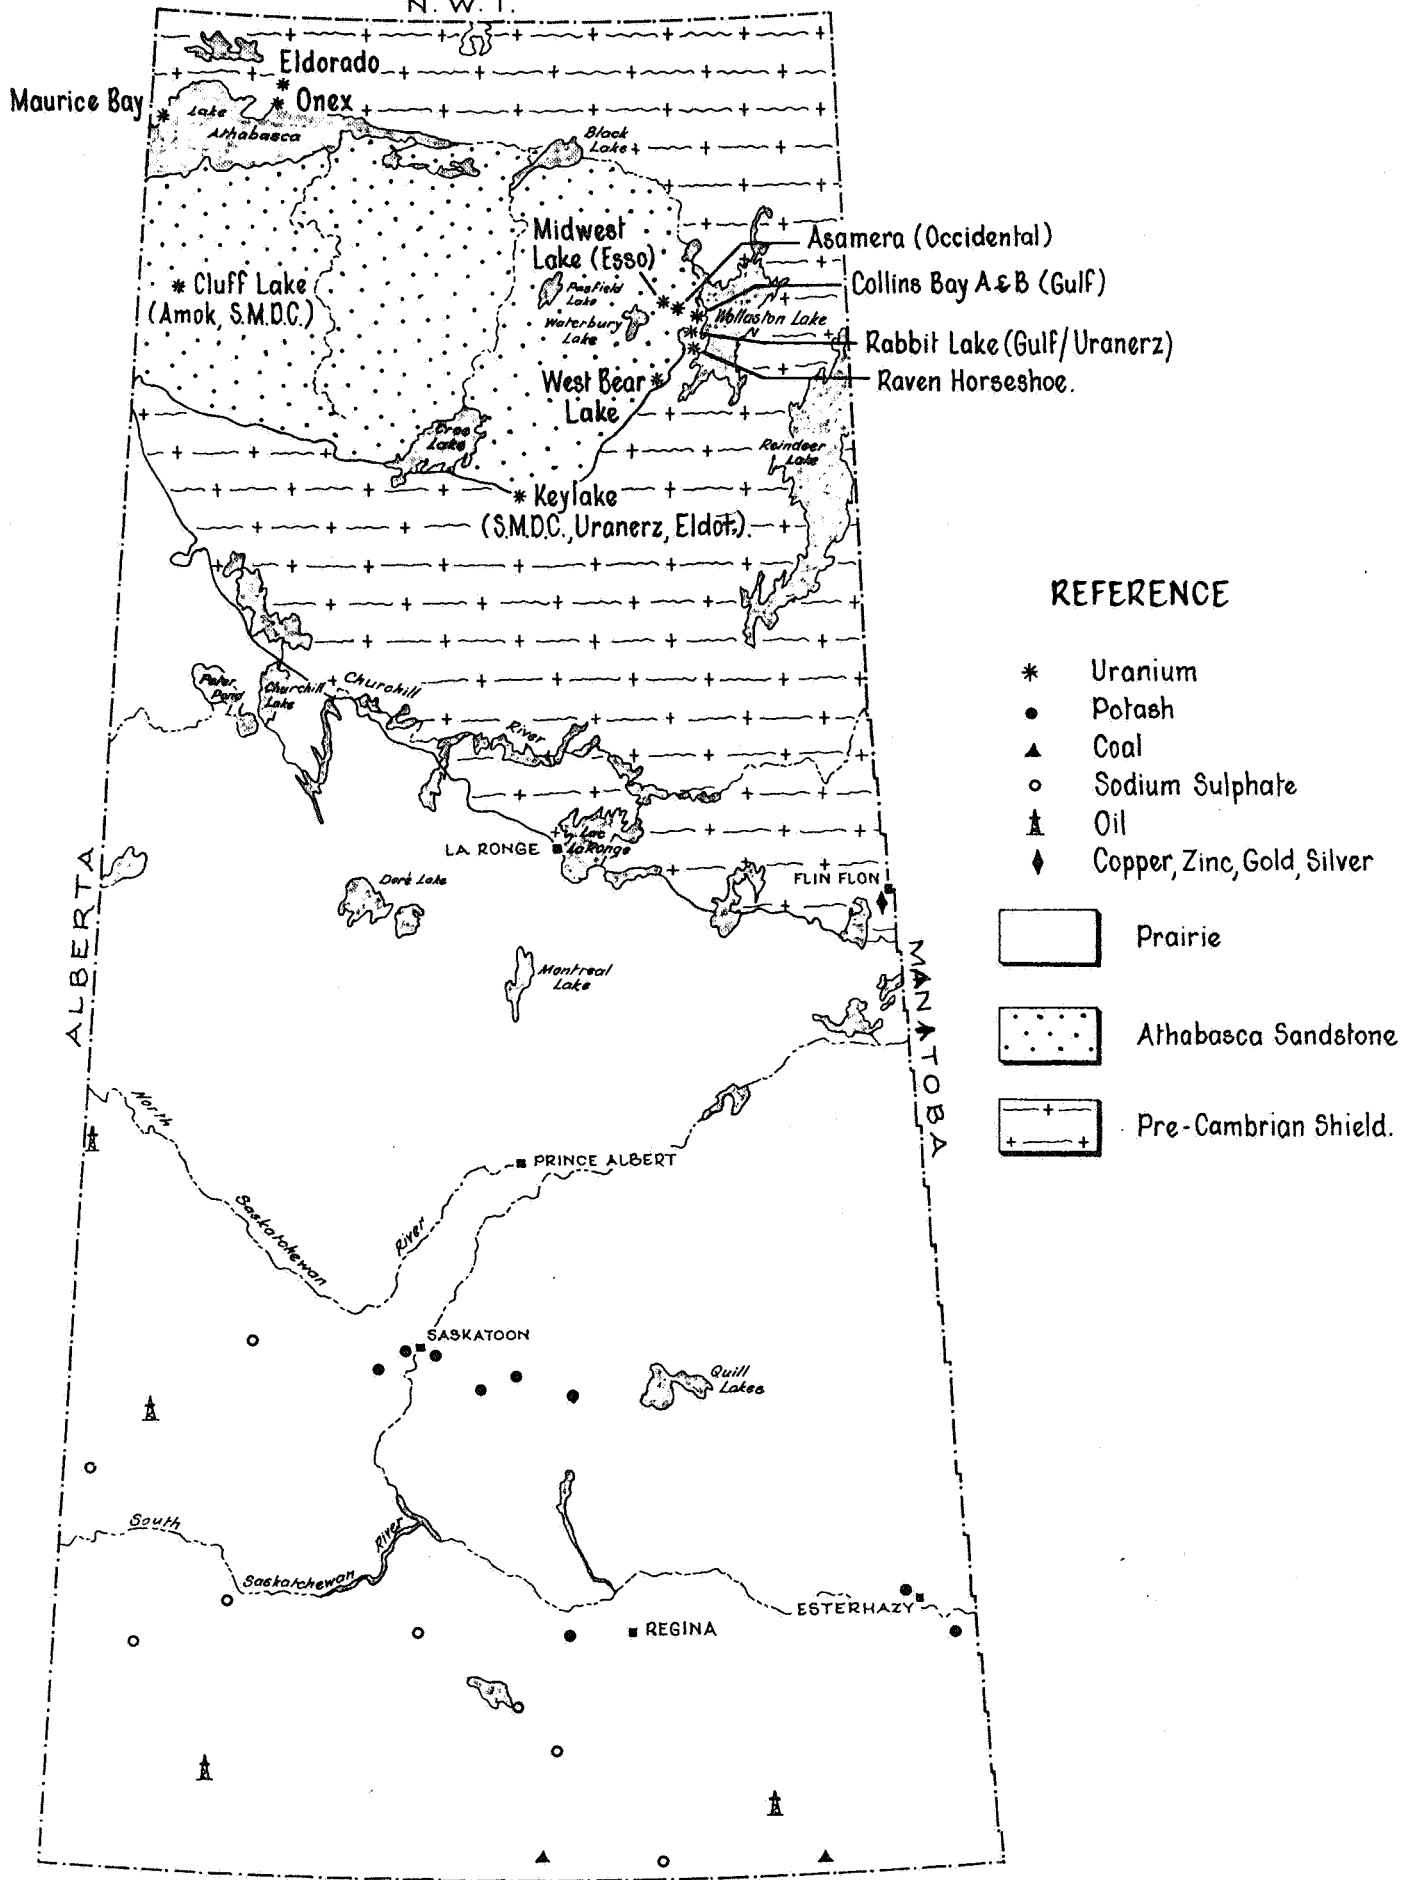 N. W. T.
Eldorado
Maurice Bay
Onex
Lake
Athabasca
Black
Lake
Midwest
Lake (Esso)
Asamera (Occidental)
Cluff Lake
(Amok, S.M.D.C.)
Pasfield
Lake
Collins Bay A & B (Gulf)
Waterbury
Lake
Wollaston Lake
Rabbit Lake (Gulf/Uranerz)
Raven Horseshoe.
West Bear
Lake
Cree
Lake
Reindeer
Lake
Keylake
(S.M.D.C., Uranerz, Eldot.)
REFERENCE
Uranium
Potash
Coal
Sodium Sulphate
Oil
Copper, Zinc, Gold, Silver
Prairie
Athabasca Sandstone
Pre-Cambrian Shield.
Peter
Pond
L.
Churchill
Lake
Churchill
River
LA RONGE
Lac
La Ronge
FLIN FLON
Doré Lake
ALBERTA
MANATOBA
Montreal
Lake
North
Saskatchewan
River
PRINCE ALBERT
SASKATOON
Quill
Lakes
South
Saskatchewan
River
ESTERHAZY
REGINA